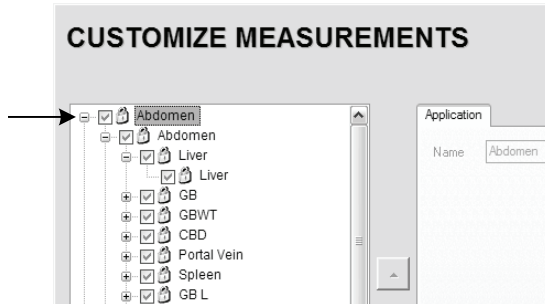 CUSTOMIZE MEASUREMENTS
Abdomen
Abdomen
Liver
Liver
GB
GBWT
CBD
Portal Vein
Spleen
GB L
Application
Name Abdomen